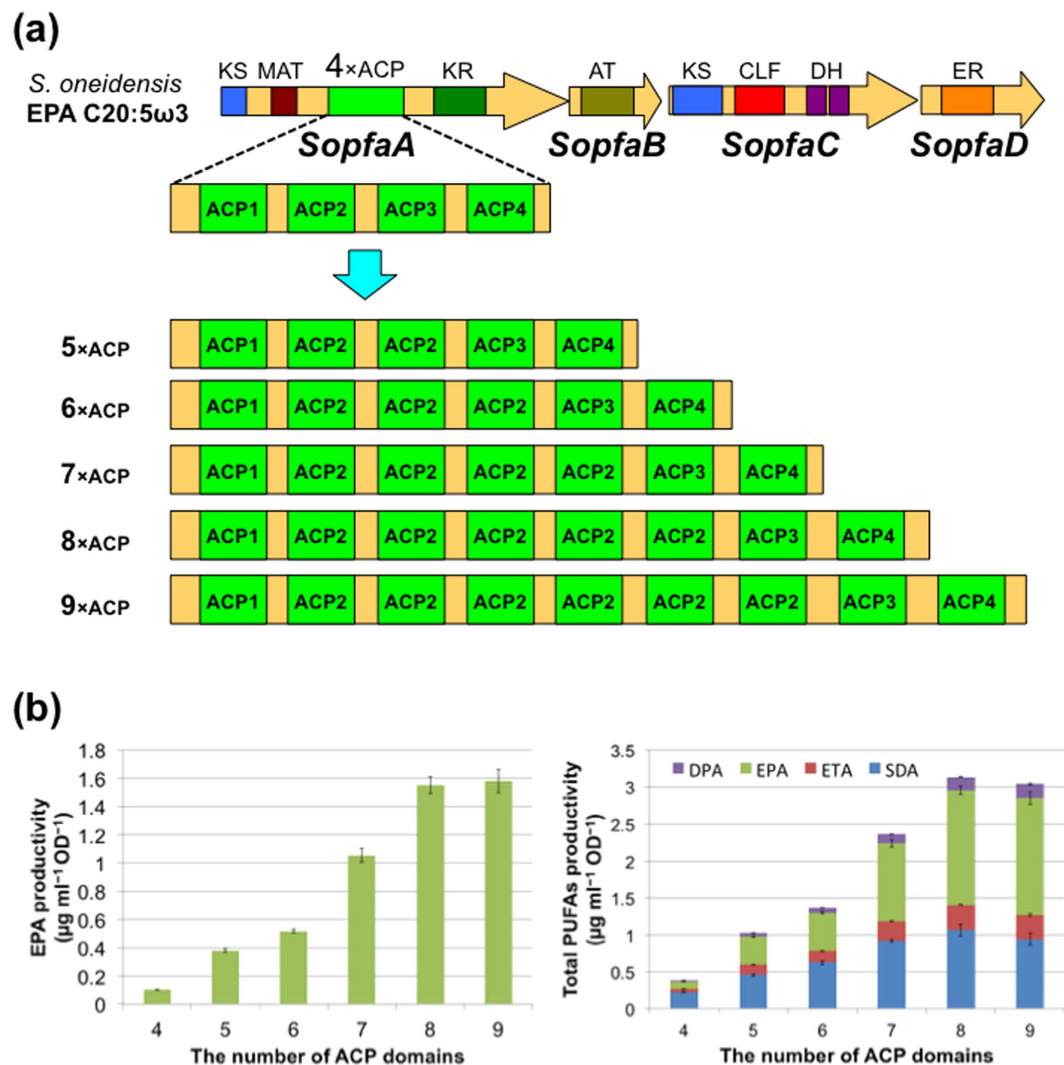 (a)
S. oneidensis
EPA C20:5ω3
KS MAT 4×ACP KR AT KS CLF DH ER
SopfaA SopfaB SopfaC SopfaD
ACP1 ACP2 ACP3 ACP4
5×ACP ACP1 ACP2 ACP2 ACP3 ACP4
6×ACP ACP1 ACP2 ACP2 ACP2 ACP3 ACP4
7×ACP ACP1 ACP2 ACP2 ACP2 ACP2 ACP3 ACP4
8×ACP ACP1 ACP2 ACP2 ACP2 ACP2 ACP2 ACP3 ACP4
9×ACP ACP1 ACP2 ACP2 ACP2 ACP2 ACP2 ACP2 ACP3 ACP4
(b)
EPA productivity
(µg ml⁻¹ OD⁻¹)
1.8
1.6
1.4
1.2
1
0.8
0.6
0.4
0.2
0
4 5 6 7 8 9
The number of ACP domains
Total PUFAs productivity
(µg ml⁻¹ OD⁻¹)
3.5
3
2.5
2
1.5
1
0.5
0
DPA EPA ETA SDA
4 5 6 7 8 9
The number of ACP domains